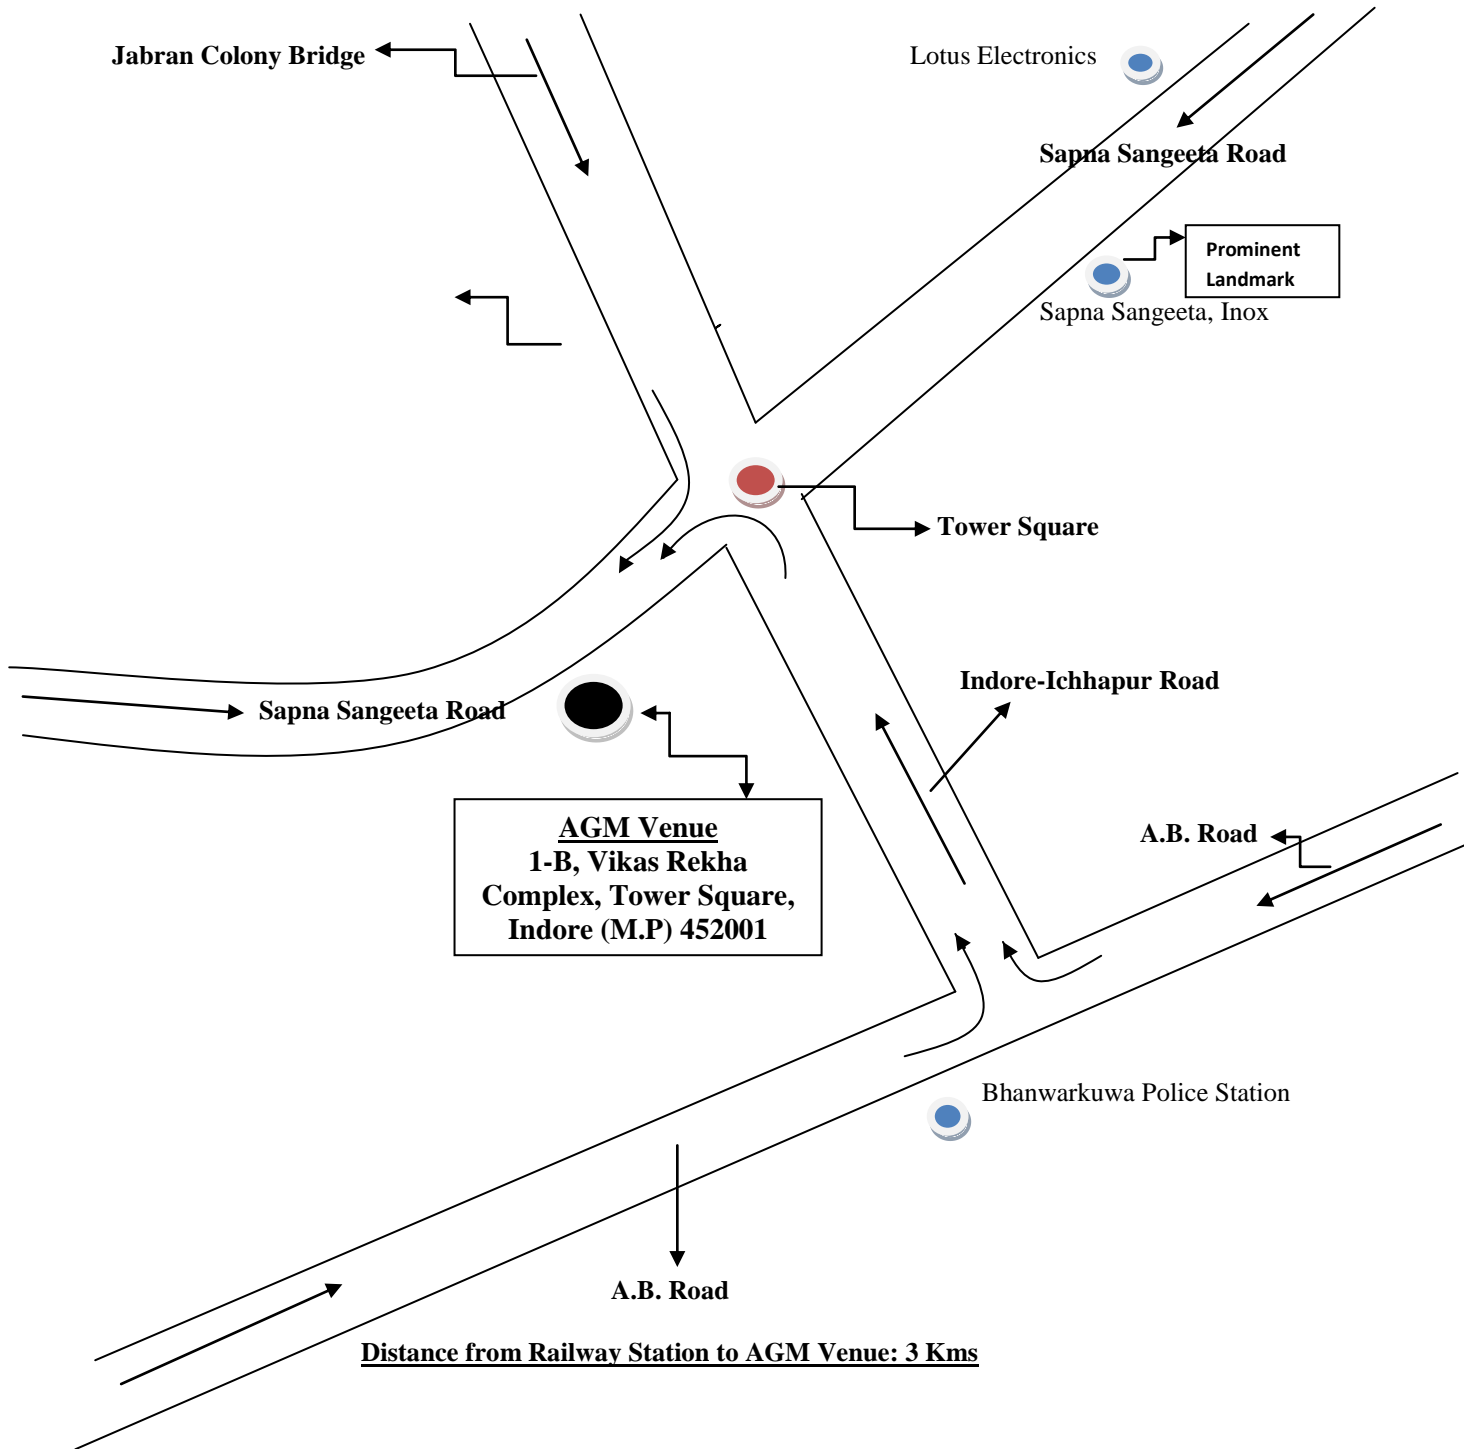 Jabran Colony Bridge
Lotus Electronics
Sapna Sangeeta Road
Prominent
Landmark
Sapna Sangeeta, Inox
Tower Square
Indore-Ichhapur Road
Sapna Sangeeta Road
AGM Venue
1-B, Vikas Rekha
Complex, Tower Square,
Indore (M.P) 452001
A.B. Road
Bhanwarkuwa Police Station
A.B. Road
Distance from Railway Station to AGM Venue: 3 Kms